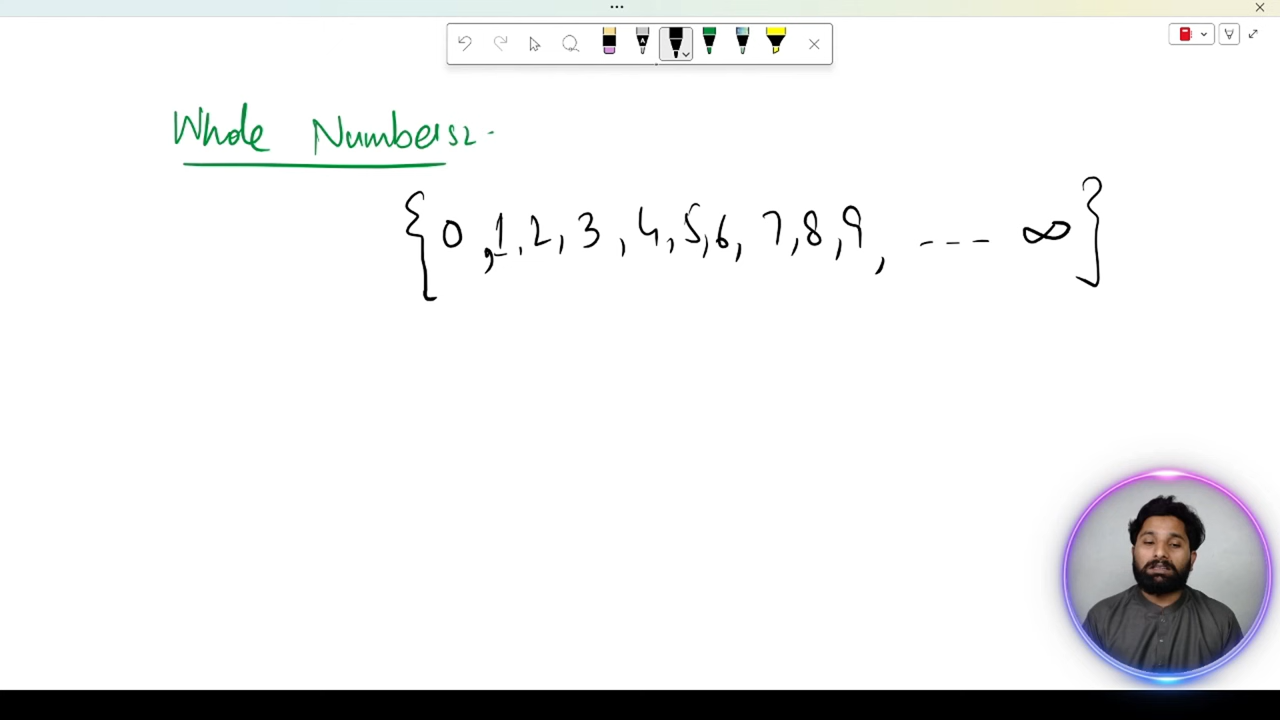 Whole Numbers:-
{0, 1, 2, 3, 4, 5, 6, 7, 8, 9, --- ∞}